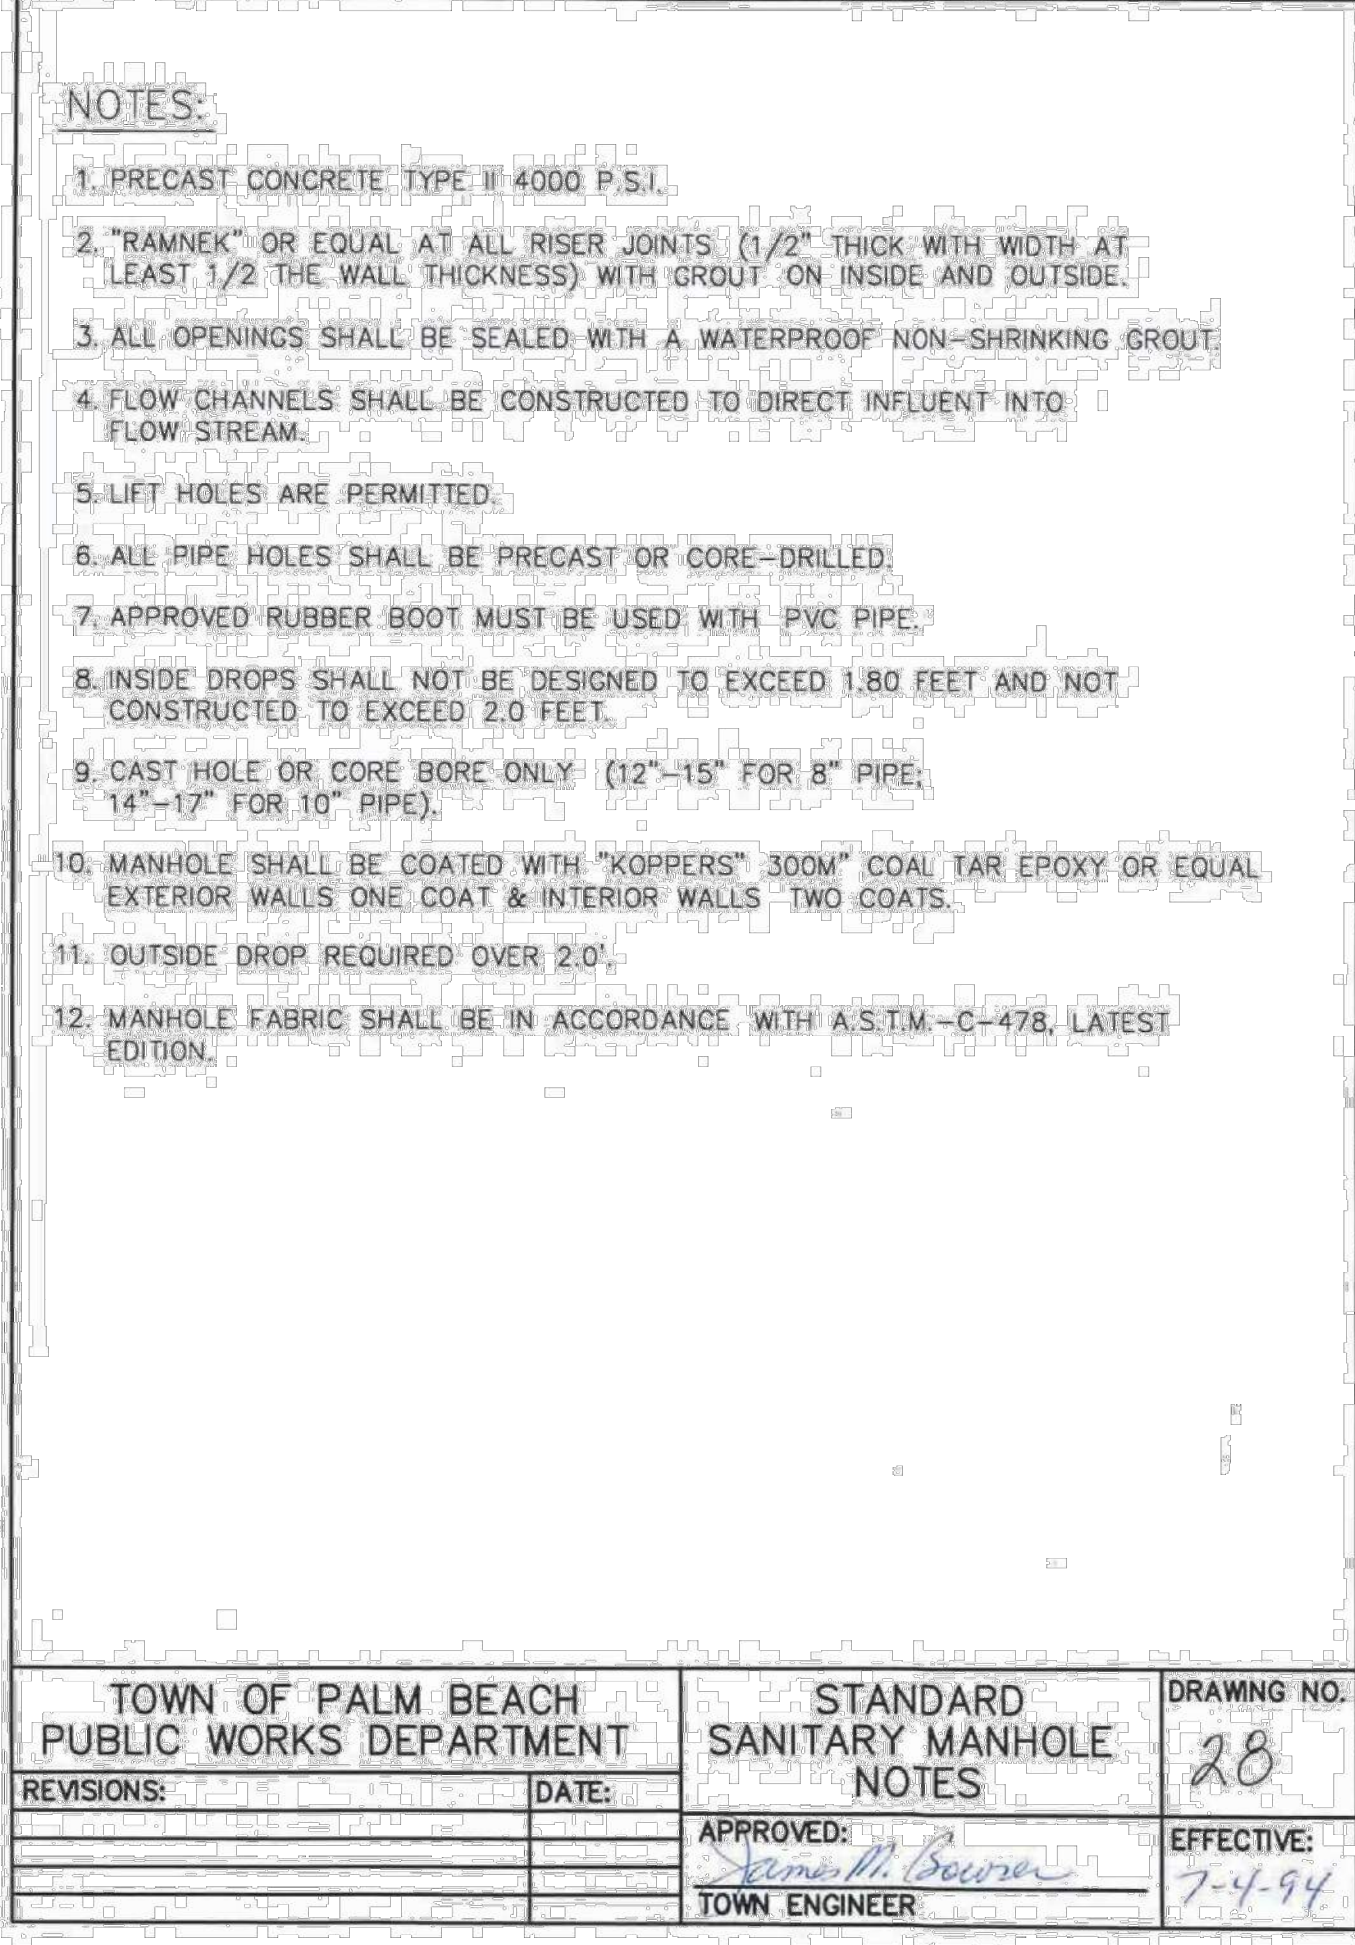 NOTES:
1. PRECAST CONCRETE TYPE II 4000 P.S.I.
2. "RAMNEK" OR EQUAL AT ALL RISER JOINTS (1/2" THICK WITH WIDTH AT
LEAST 1/2 THE WALL THICKNESS) WITH GROUT ON INSIDE AND OUTSIDE.
3. ALL OPENINGS SHALL BE SEALED WITH A WATERPROOF NON-SHRINKING GROUT.
4. FLOW CHANNELS SHALL BE CONSTRUCTED TO DIRECT INFLUENT INTO
FLOW STREAM.
5. LIFT HOLES ARE PERMITTED.
6. ALL PIPE HOLES SHALL BE PRECAST OR CORE-DRILLED.
7. APPROVED RUBBER BOOT MUST BE USED WITH PVC PIPE.
8. INSIDE DROPS SHALL NOT BE DESIGNED TO EXCEED 1.80 FEET AND NOT
CONSTRUCTED TO EXCEED 2.0 FEET.
9. CAST HOLE OR CORE BORE ONLY (12"-15" FOR 8" PIPE;
14"-17" FOR 10" PIPE).
10. MANHOLE SHALL BE COATED WITH "KOPPERS" 300M" COAL TAR EPOXY OR EQUAL
EXTERIOR WALLS ONE COAT & INTERIOR WALLS TWO COATS.
11. OUTSIDE DROP REQUIRED OVER 2.0'.
12. MANHOLE FABRIC SHALL BE IN ACCORDANCE WITH A.S.T.M.-C-478, LATEST
EDITION.
TOWN OF PALM BEACH
PUBLIC WORKS DEPARTMENT
REVISIONS:
DATE:
STANDARD
SANITARY MANHOLE
NOTES
APPROVED:
James M. Bowser
TOWN ENGINEER
DRAWING NO.
28
EFFECTIVE:
7-4-94